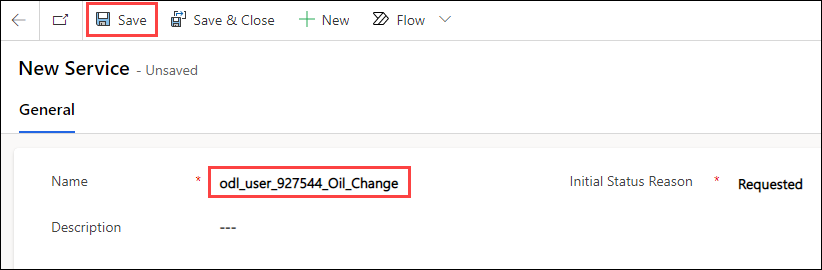 Save Save & Close New Flow
New Service - Unsaved
General
Name * odl_user_927544_Oil_Change Initial Status Reason * Requested
Description ---